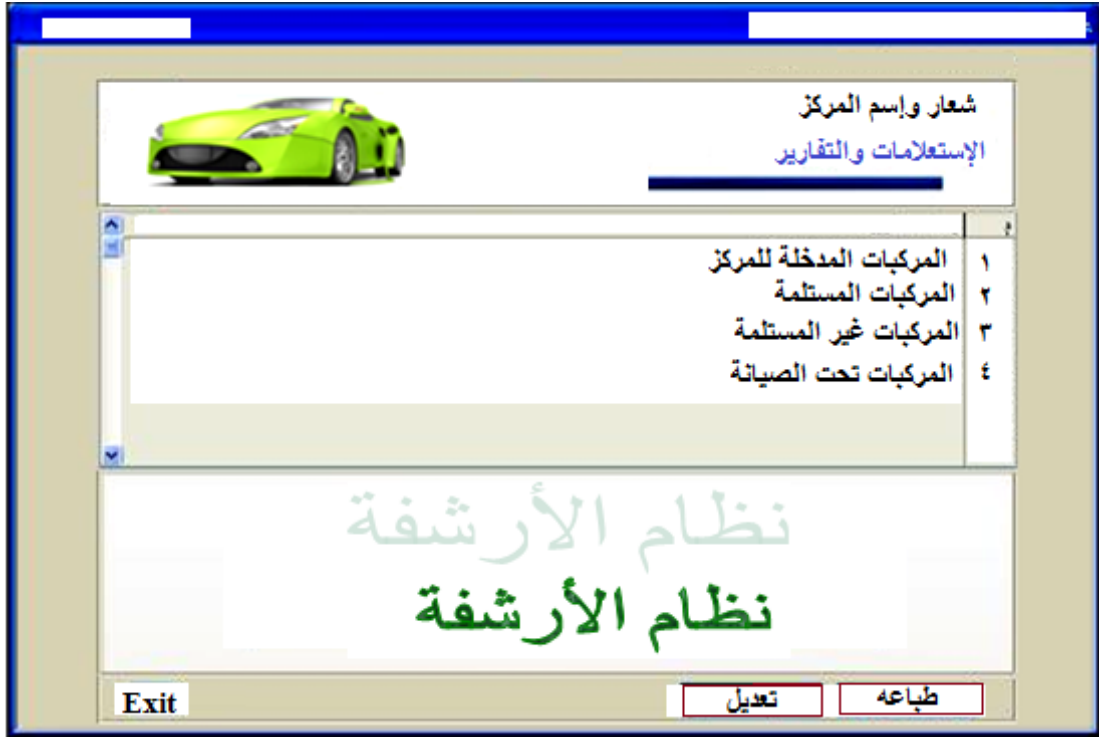 شعار وإسم المركز
الإستعلامات والتقارير
م
١ المركبات المدخلة للمركز
٢ المركبات المستلمة
٣ المركبات غير المستلمة
٤ المركبات تحت الصيانة
نظام الأرشفة
نظام الأرشفة
طباعه تعديل Exit